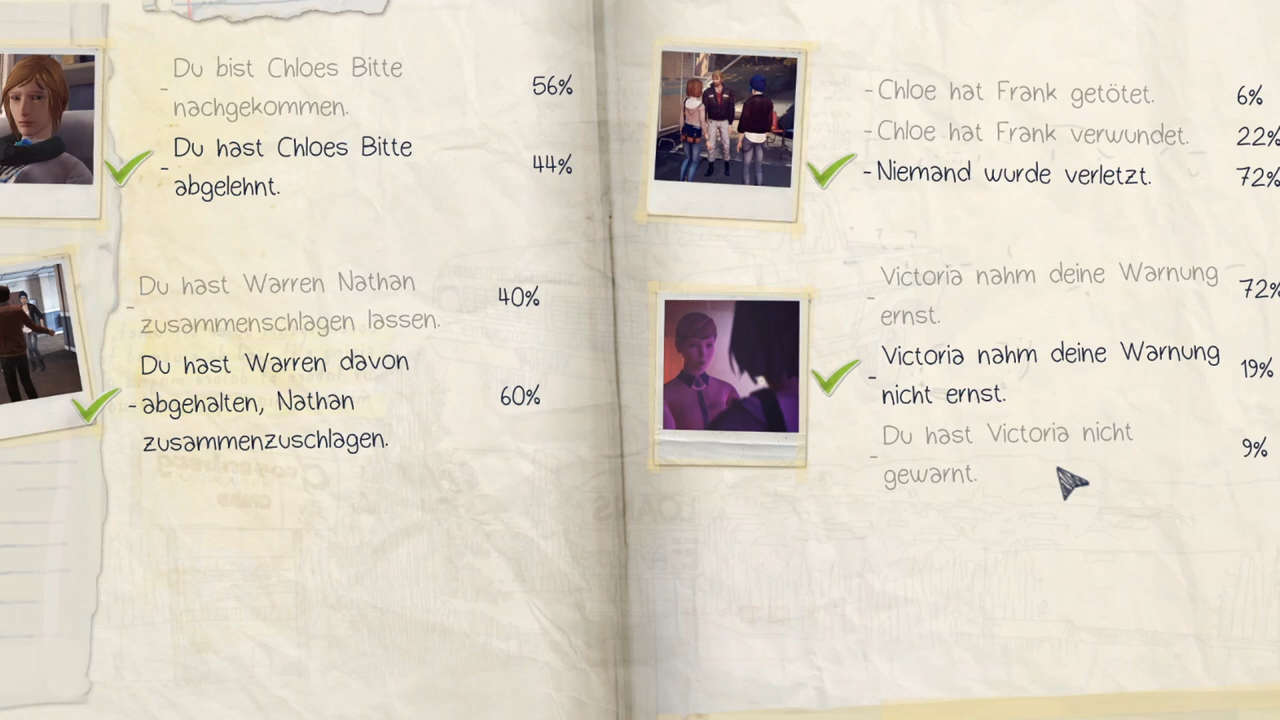 Du bist Chloes Bitte
- nachgekommen. 56%
Du hast Chloes Bitte
- abgelehnt. 44%
Du hast Warren Nathan
- zusammenschlagen lassen. 40%
Du hast Warren davon
- abgehalten, Nathan 60%
zusammenzuschlagen.
- Chloe hat Frank getötet. 6%
- Chloe hat Frank verwundet. 22%
- Niemand wurde verletzt. 72%
Victoria nahm deine Warnung
- ernst. 72%
Victoria nahm deine Warnung
- nicht ernst. 19%
Du hast Victoria nicht
- gewarnt. 9%